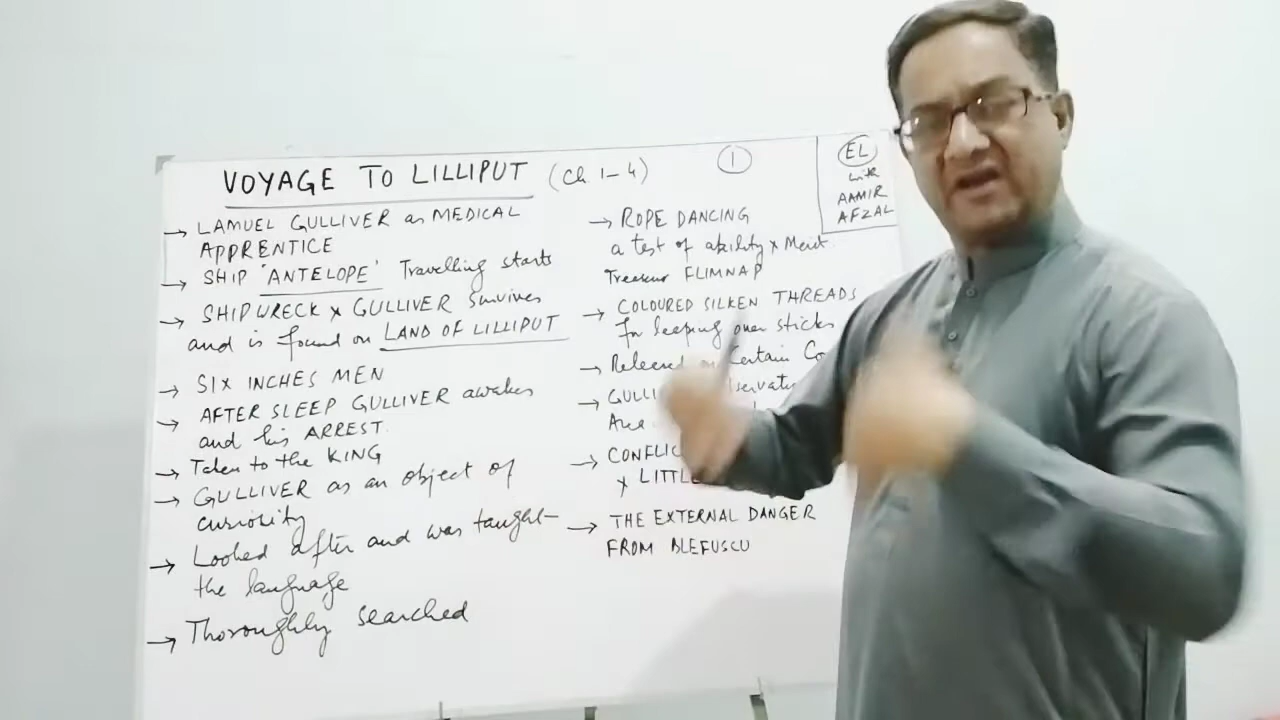 VOYAGE TO LILLIPUT (Ch 1-4)
1
EL
with
AAMIR
AFZAL
→ LAMUEL GULLIVER as MEDICAL
APPRENTICE
→ SHIP 'ANTELOPE' Travelling starts
→ SHIPWRECK & GULLIVER survives
and is found on LAND OF LILLIPUT
→ SIX INCHES MEN
→ AFTER SLEEP GULLIVER awakes
and his ARREST.
→ Taken to the KING
→ GULLIVER as an object of
curiosity
→ Looked after and was taught
the language
→ Thoroughly searched
→ ROPE DANCING
a test of ability & Merit.
FLIMNAP
→ COLOURED SILKEN THREADS
for leaping over sticks
→ Released on Certain Co
→ GULLI
→ CONFLIC
& LITTLE
→ THE EXTERNAL DANGER
FROM BLEFUSCU